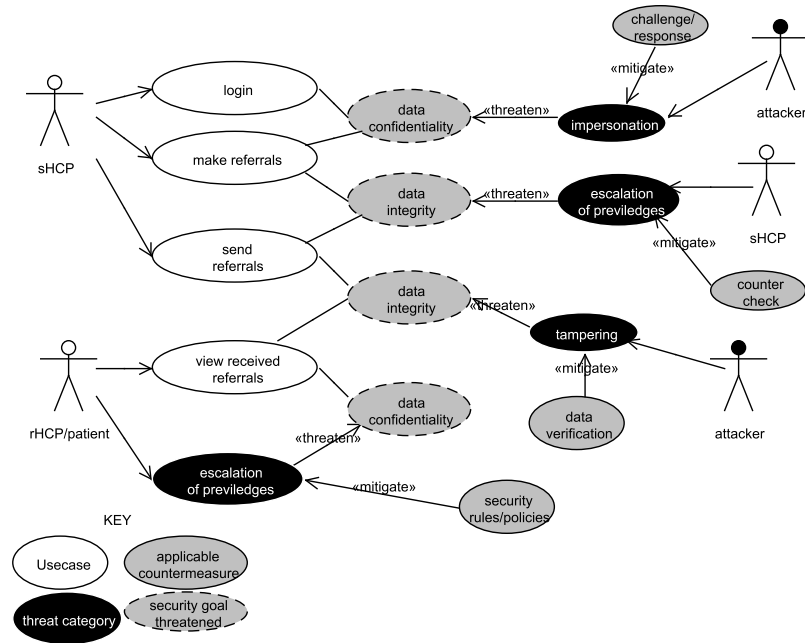 challenge/
response
«mitigate»
attacker
login
data
confidentiality
«threaten»
impersonation
sHCP
make referrals
data
integrity
«threaten»
escalation
of previledges
sHCP
«mitigate»
send
referrals
counter
check
data
integrity
«threaten»
tampering
«mitigate»
attacker
view received
referrals
rHCP/patient
data
confidentiality
data
verification
«threaten»
escalation
of previledges
«mitigate»
security
rules/policies
KEY
Usecase
applicable
countermeasure
threat category
security goal
threatened